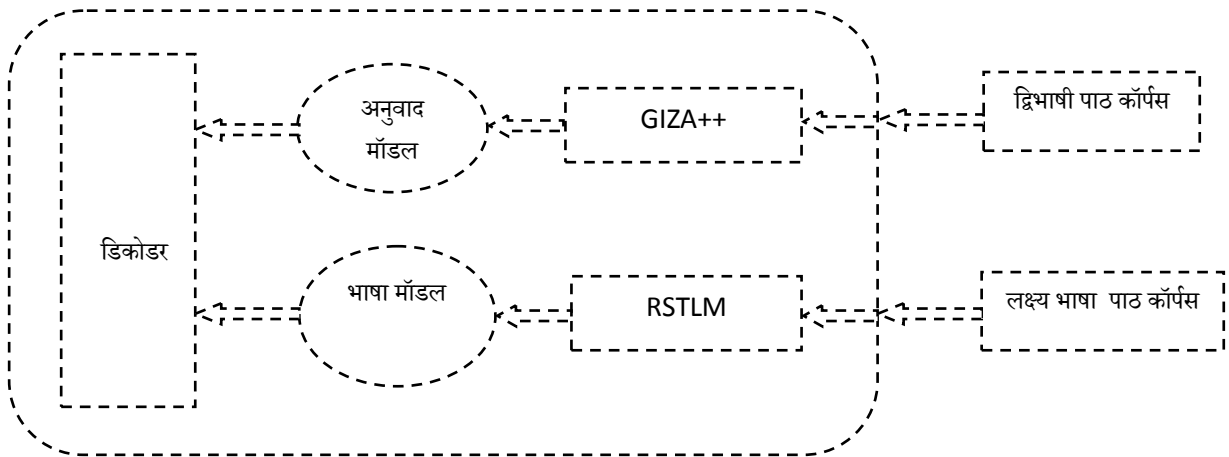 द्विभाषी पाठ कॉर्पस
GIZA++
अनुवाद
मॉडल
डिकोडर
लक्ष्य भाषा पाठ कॉर्पस
RSTLM
भाषा मॉडल